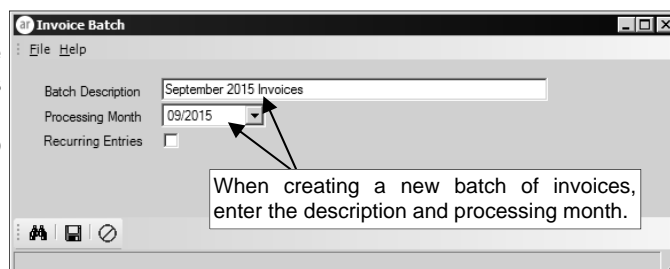 ar Invoice Batch
File Help
Batch Description September 2015 Invoices
Processing Month 09/2015
Recurring Entries
When creating a new batch of invoices,
enter the description and processing month.